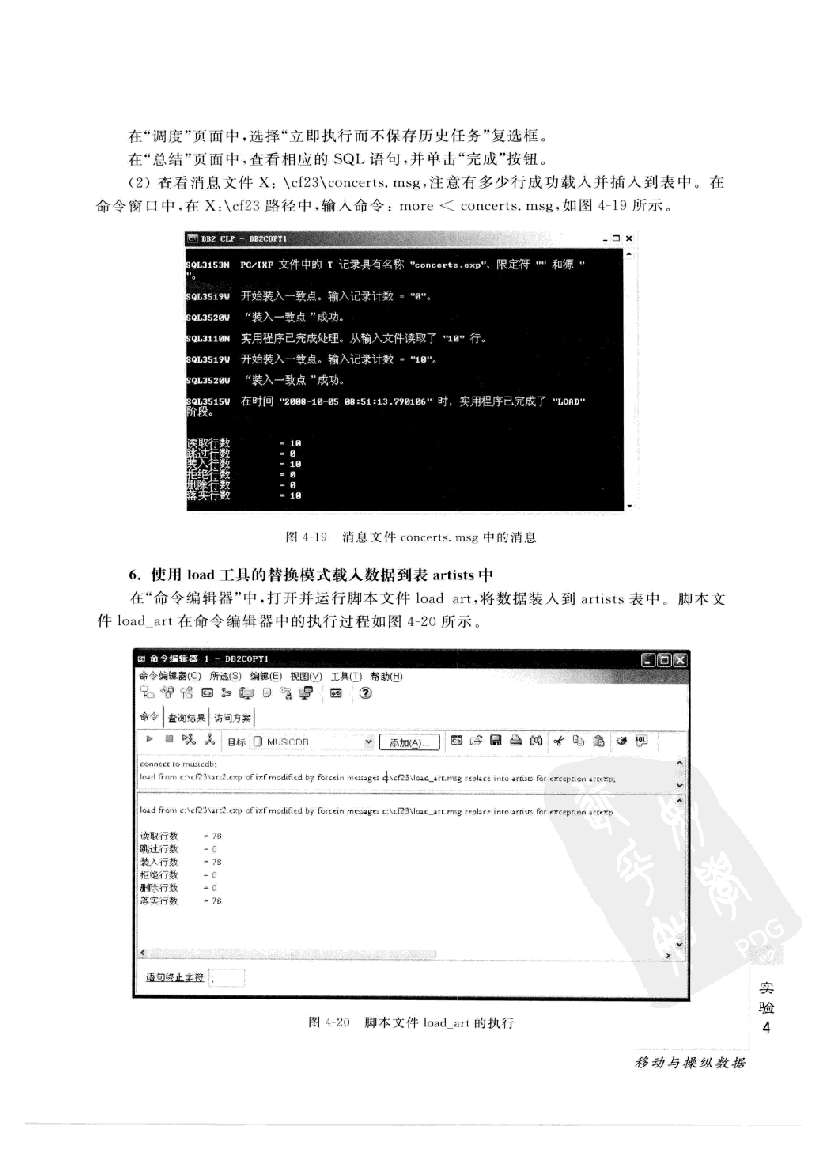 在“调度”页面中,选择“立即执行而不保存历史任务”复选框。
在“总结”页面中,查看相应的 SQL 语句,并单击“完成”按钮。
(2) 查看消息文件 X:\cf23\concerts.msg,注意有多少行成功载入并插入到表中。在
命令窗口中,在 X:\cf23 路径中,输入命令:more < concerts.msg,如图 4-19 所示。
DB2 CLP - DB2COPY1
SQL3153N PC/IXF 文件中的 T 记录具有名称 "concerts.exp"、限定符 "" 和源 "
"。
SQL3519W 开始装入一致点。输入记录计数 = "0"。
SQL3520W “装入一致点”成功。
SQL3110N 实用程序已完成处理。从输入文件读取了 "10" 行。
SQL3519W 开始装入一致点。输入记录计数 = "10"。
SQL3520W “装入一致点”成功。
SQL3515W 在时间 "2008-10-05 08:51:13.790106" 时,实用程序已完成了 "LOAD"
阶段。
读取行数 = 10
跳过行数 = 0
装入行数 = 10
拒绝行数 = 0
删除行数 = 0
落实行数 = 10
图 4-19 消息文件 concerts.msg 中的消息
6. 使用 load 工具的替换模式载入数据到表 artists 中
在“命令编辑器”中,打开并运行脚本文件 load_art,将数据装入到 artists 表中。脚本文
件 load_art 在命令编辑器中的执行过程如图 4-20 所示。
命令编辑器 1 - DB2COPY1
命令编辑器(C) 所选(S) 编辑(E) 视图(V) 工具(T) 帮助(H)
命令 查询结果 访问方案
目标 MUSICDB 添加(A)...
connect to musicdb;
load from c:\cf23\art2.exp of ixf modified by forcein messages c:\cf23\load_art.msg replace into artists for exception artexp;
load from c:\cf23\art2.exp of ixf modified by forcein messages c:\cf23\load_art.msg replace into artists for exception artexp
读取行数 = 78
跳过行数 = 0
装入行数 = 78
拒绝行数 = 0
删除行数 = 0
落实行数 = 78
语句终止字符 ;
图 4-20 脚本文件 load_art 的执行
PDG
实
验
4
移动与操纵数据